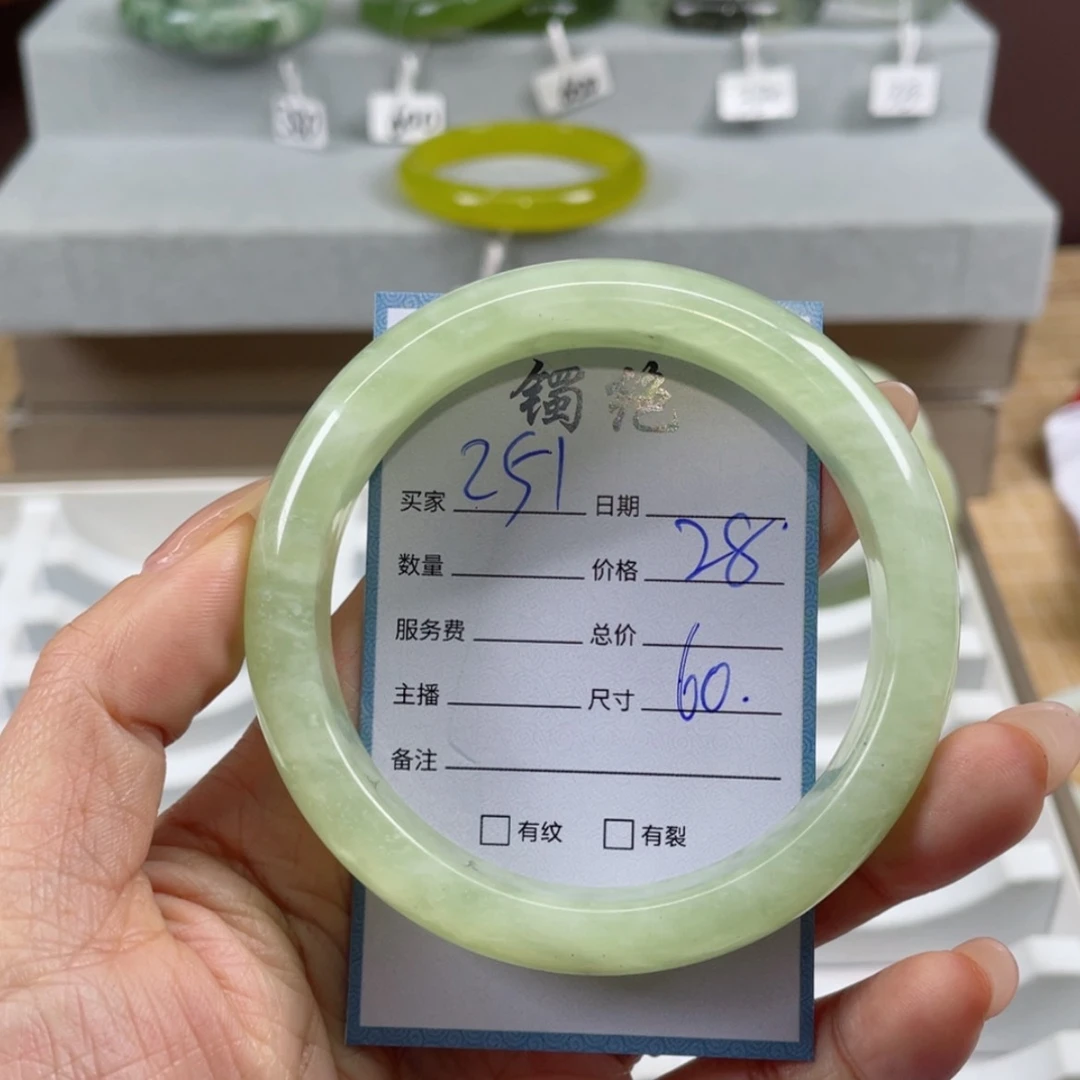 600
镯艳
买家 251 日期
数量 价格 28.
服务费 总价
主播 尺寸 60.
备注
□有纹 □有裂